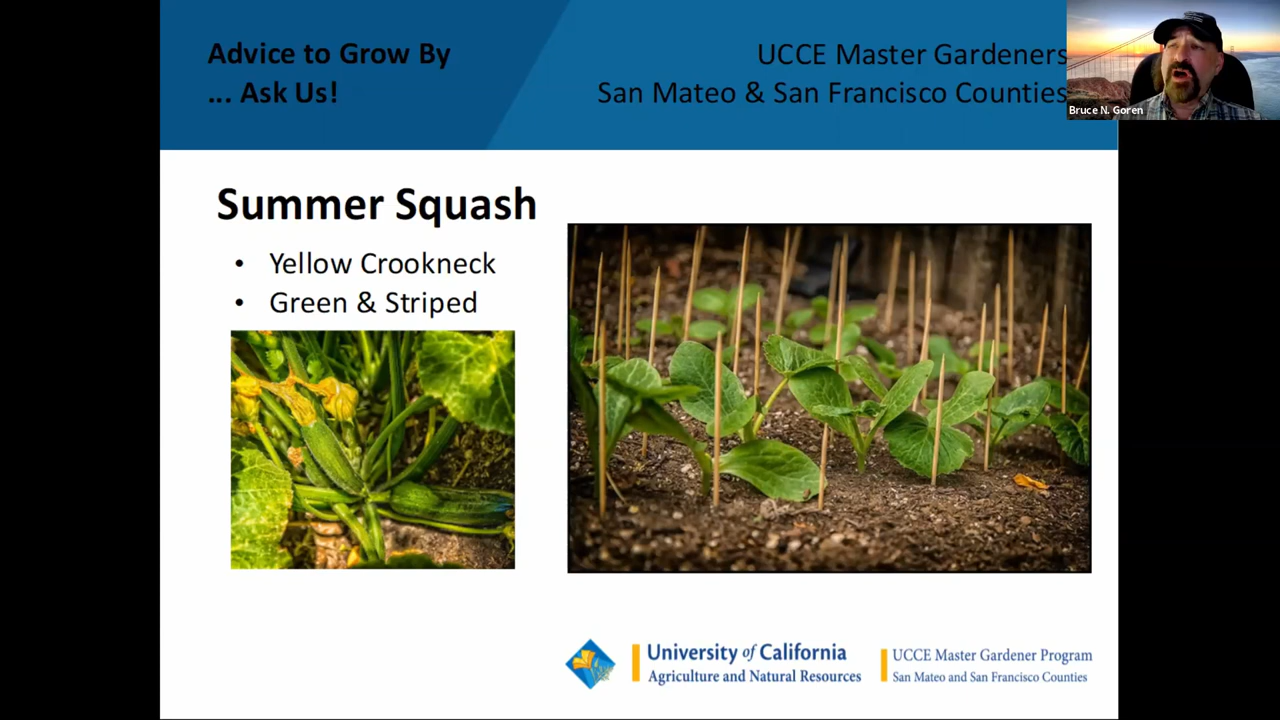 Advice to Grow By
... Ask Us!
UCCE Master Gardeners
San Mateo & San Francisco Counties
Bruce N. Goren
Summer Squash
• Yellow Crookneck
• Green & Striped
University of California
Agriculture and Natural Resources
UCCE Master Gardener Program
San Mateo and San Francisco Counties